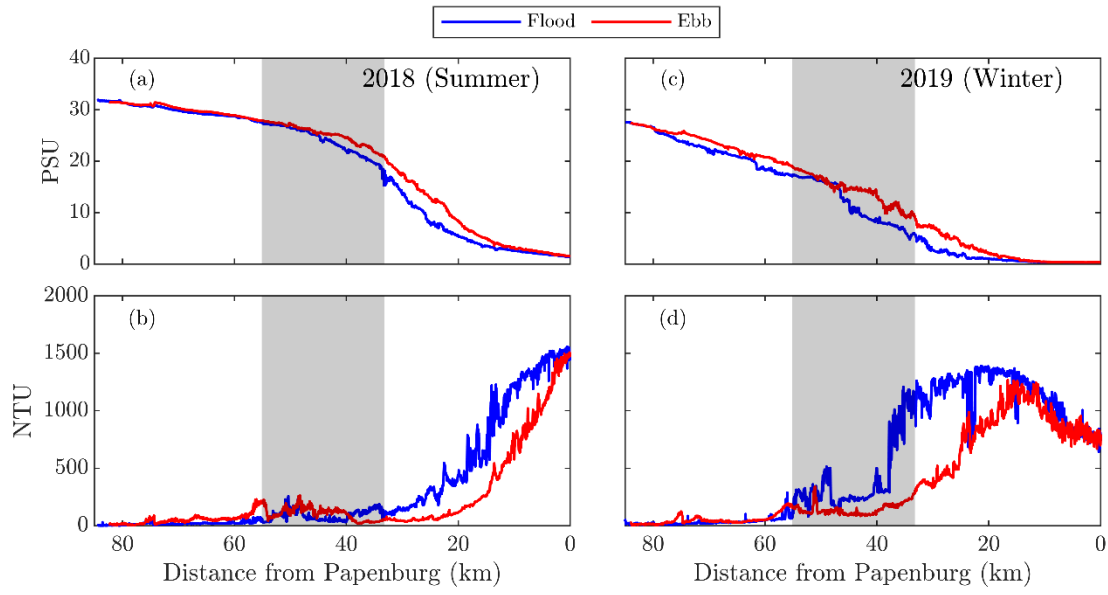 Flood Ebb
(a) 2018 (Summer)
40
30
20
10
0
PSU
(c) 2019 (Winter)
(b)
2000
1500
1000
500
0
NTU
80 60 40 20 0
Distance from Papenburg (km)
(d)
80 60 40 20 0
Distance from Papenburg (km)